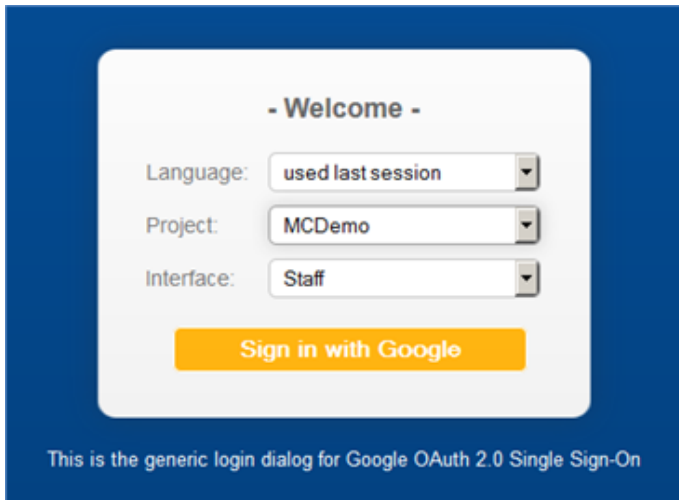 - Welcome -
Language: used last session
Project: MCDemo
Interface: Staff
Sign in with Google
This is the generic login dialog for Google OAuth 2.0 Single Sign-On